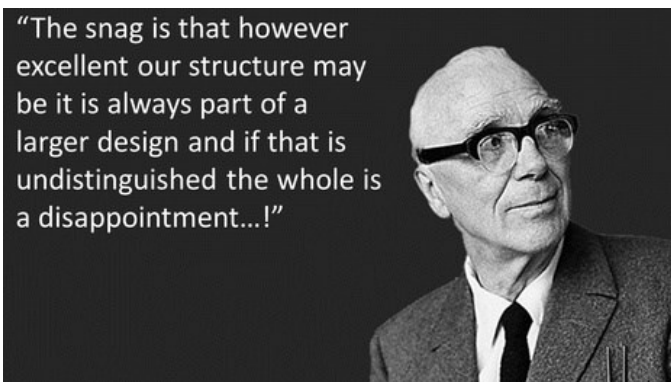 “The snag is that however
excellent our structure may
be it is always part of a
larger design and if that is
undistinguished the whole is
a disappointment…!”